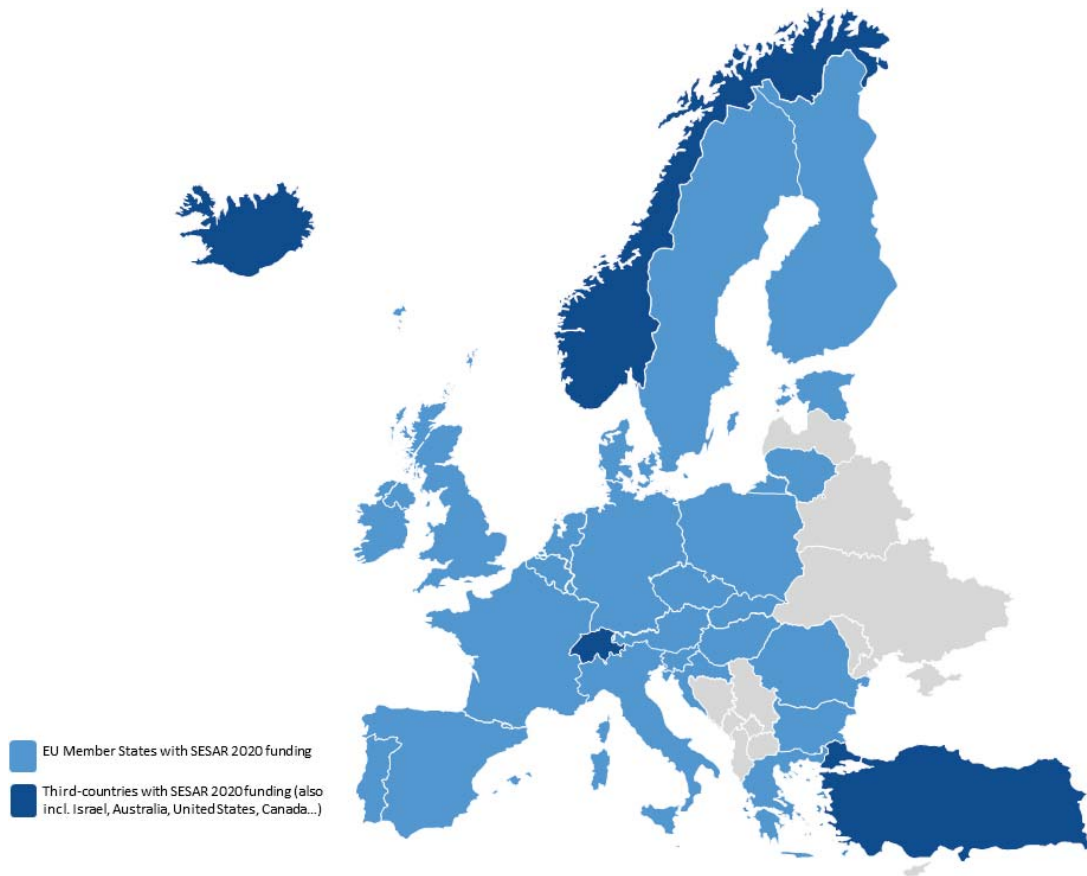 EU Member States with SESAR 2020 funding
Third-countries with SESAR 2020 funding (also
incl. Israel, Australia, United States, Canada...)